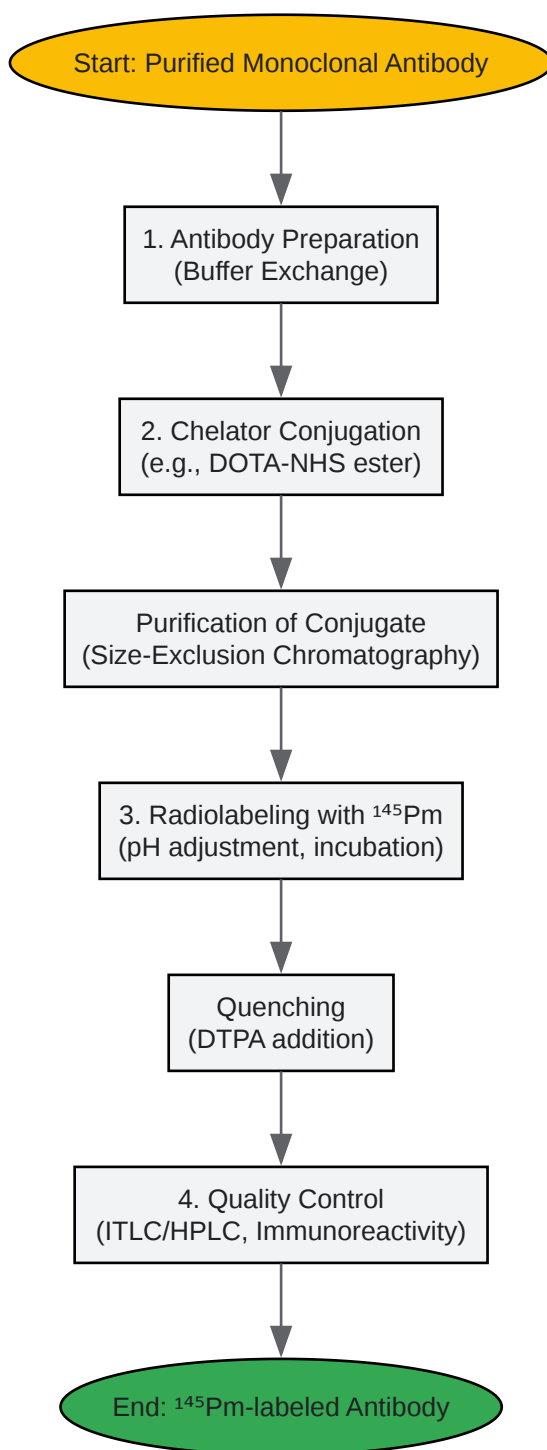 Start: Purified Monoclonal Antibody
1. Antibody Preparation
(Buffer Exchange)
2. Chelator Conjugation
(e.g., DOTA-NHS ester)
Purification of Conjugate
(Size-Exclusion Chromatography)
3. Radiolabeling with ¹⁴⁵Pm
(pH adjustment, incubation)
Quenching
(DTPA addition)
4. Quality Control
(ITLC/HPLC, Immunoreactivity)
End: ¹⁴⁵Pm-labeled Antibody